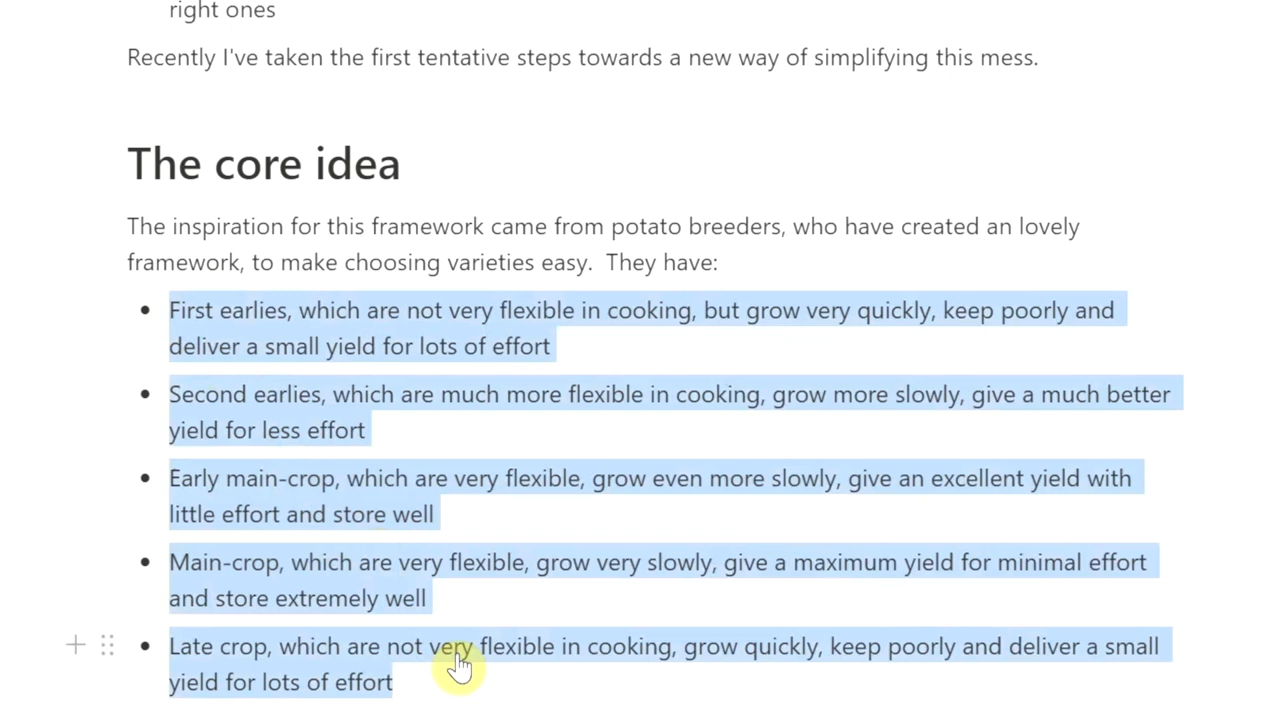 right ones
Recently I've taken the first tentative steps towards a new way of simplifying this mess.
The core idea
The inspiration for this framework came from potato breeders, who have created an lovely
framework, to make choosing varieties easy.  They have:
First earlies, which are not very flexible in cooking, but grow very quickly, keep poorly and
deliver a small yield for lots of effort
Second earlies, which are much more flexible in cooking, grow more slowly, give a much better
yield for less effort
Early main-crop, which are very flexible, grow even more slowly, give an excellent yield with
little effort and store well
Main-crop, which are very flexible, grow very slowly, give a maximum yield for minimal effort
and store extremely well
Late crop, which are not very flexible in cooking, grow quickly, keep poorly and deliver a small
yield for lots of effort